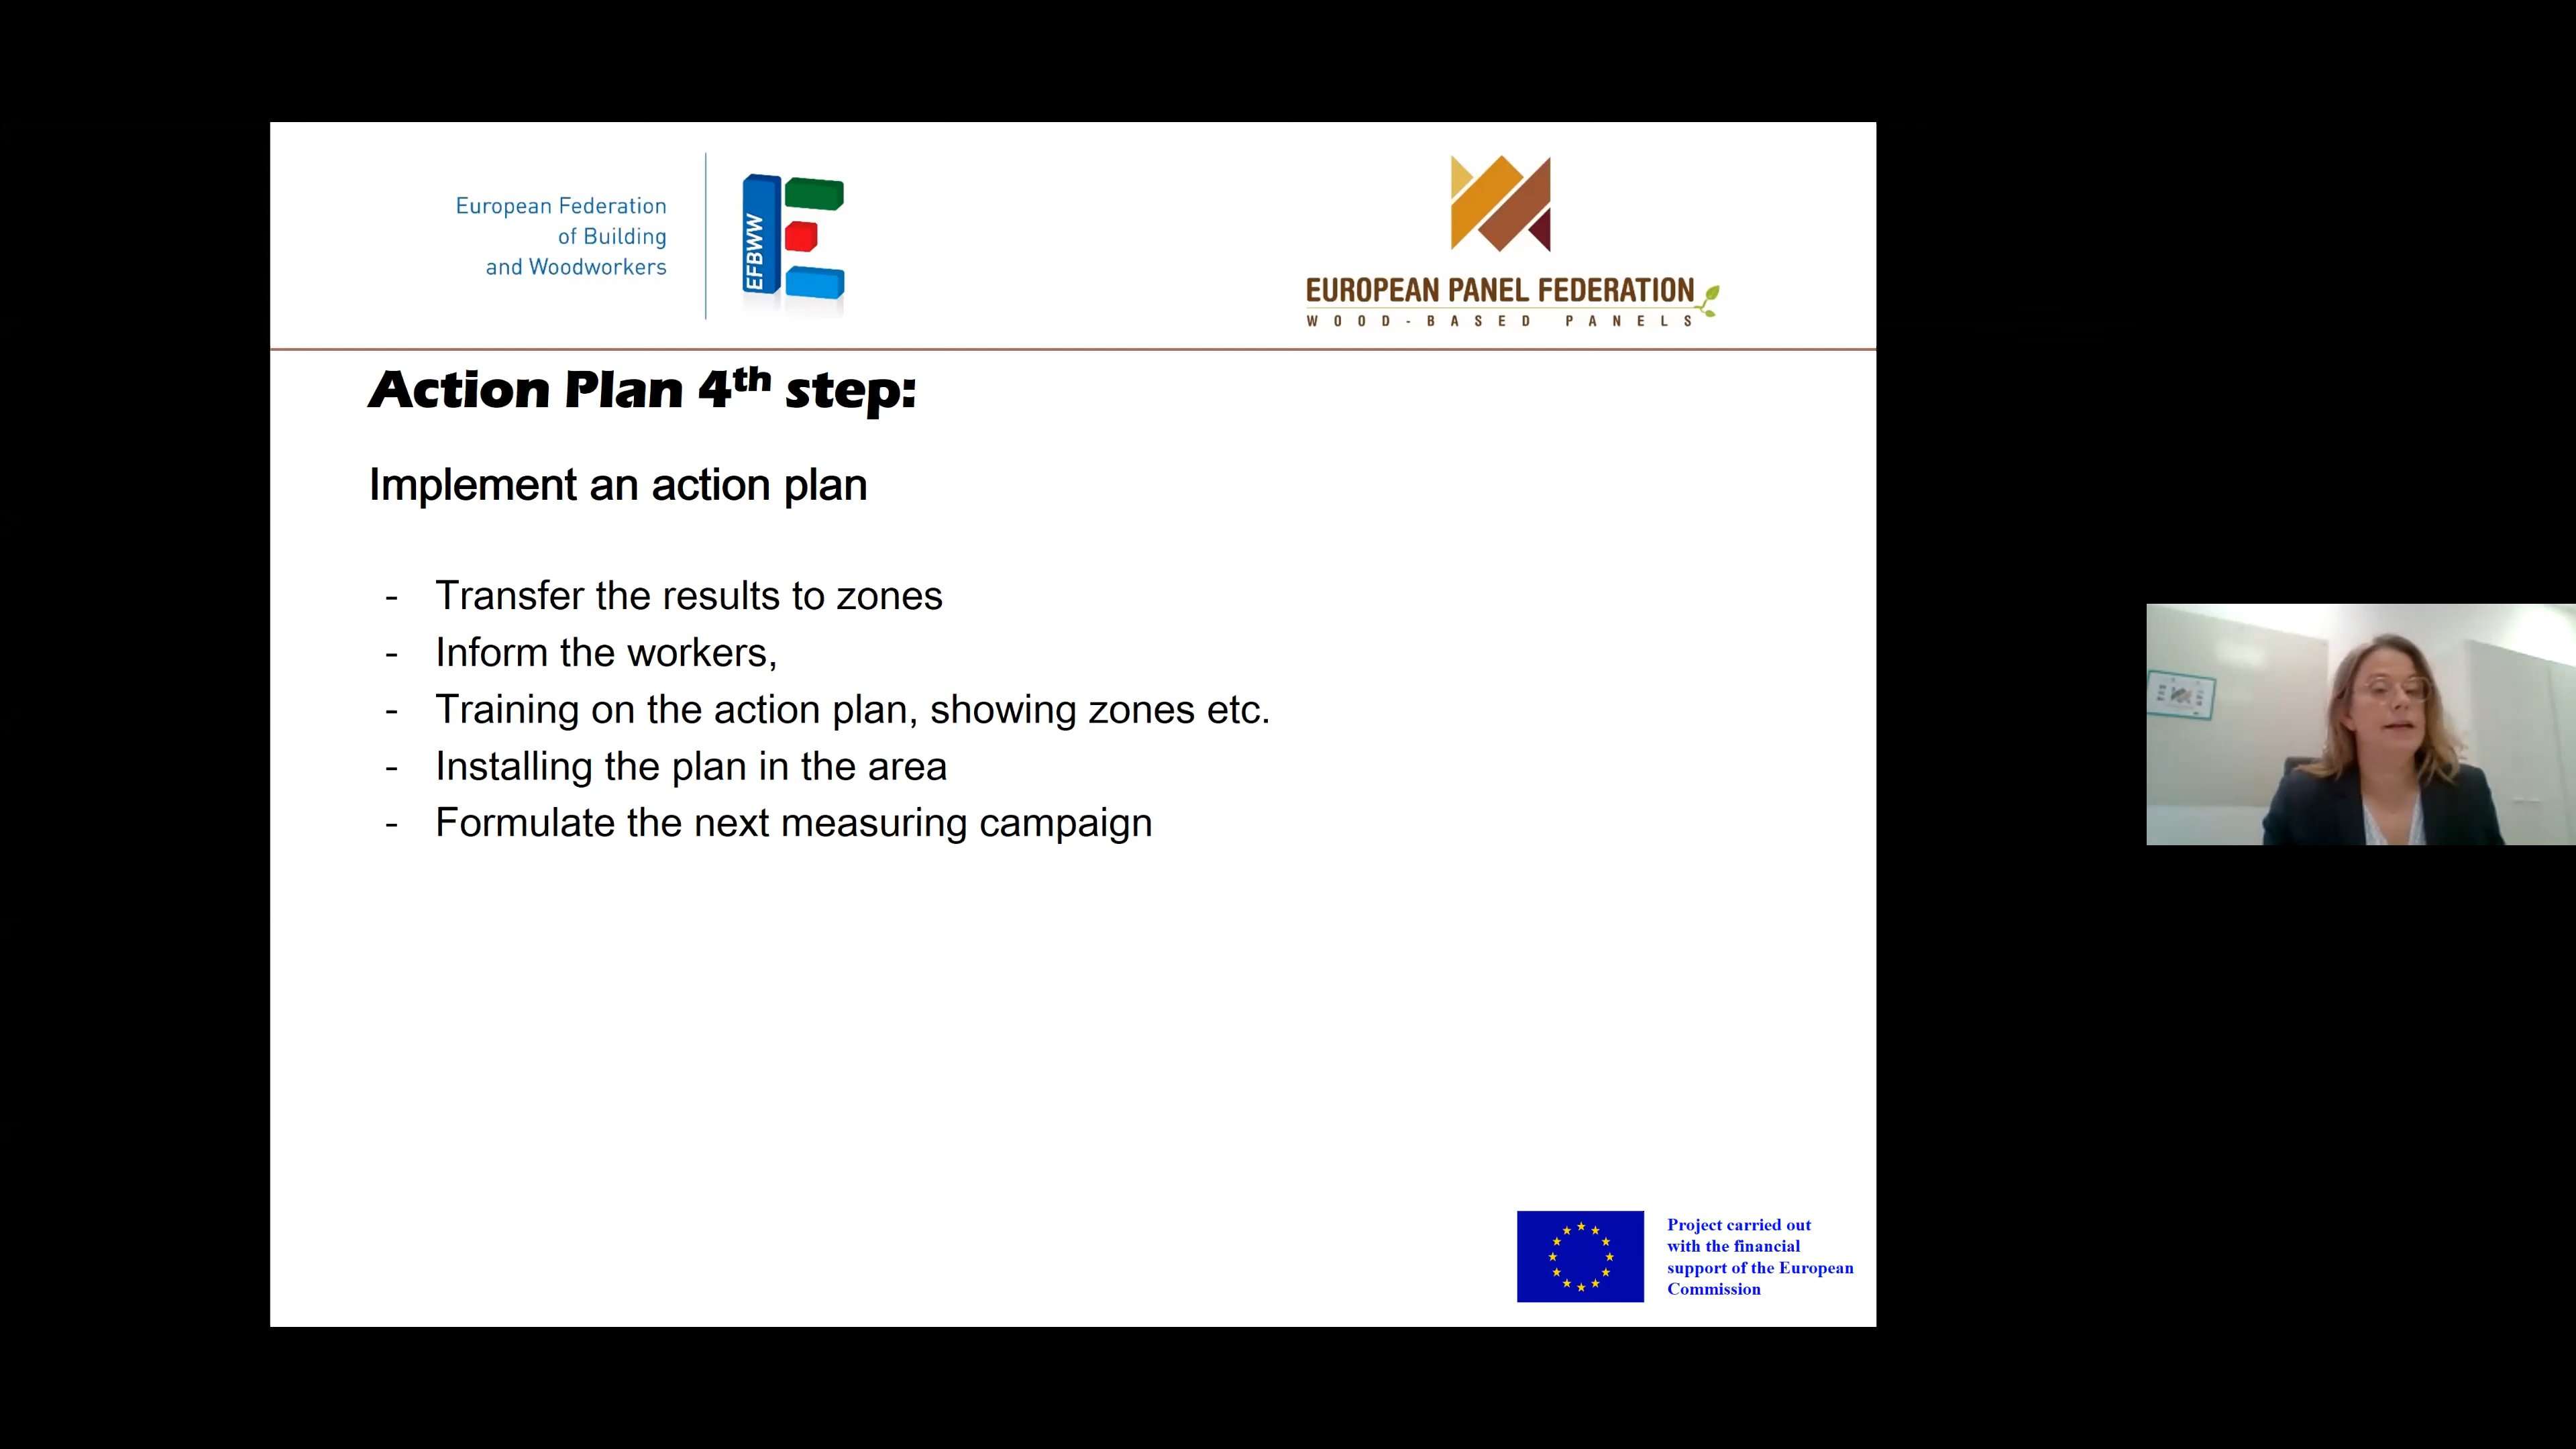 European Federation
of Building
and Woodworkers
EFBWW
EUROPEAN PANEL FEDERATION
WOOD-BASED PANELS
Action Plan 4th step:
Implement an action plan
- Transfer the results to zones
- Inform the workers,
- Training on the action plan, showing zones etc.
- Installing the plan in the area
- Formulate the next measuring campaign
Project carried out
with the financial
support of the European
Commission